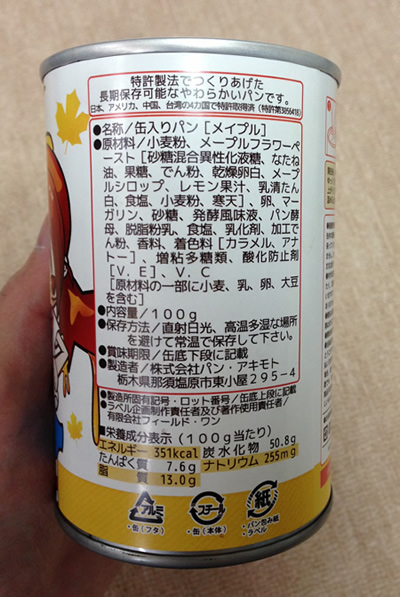 特許製法でつくりあげた
長期保存可能なやわらかいパンです。
日本、アメリカ、中国、台湾の4カ国で特許取得済(特許第3056418)
●名称/缶入りパン[メイプル]
●原材料/小麦粉、メープルフラワーペ
ースト[砂糖混合異性化液糖、なたね
油、果糖、でん粉、乾燥卵白、メー
プルシロップ、レモン果汁、乳清たん
白、食塩、小麦粉、寒天]、卵、マー
ガリン、砂糖、発酵風味液、パン酵
母、脱脂粉乳、食塩、乳化剤、加工で
ん粉、香料、着色料[カラメル、アナ
トー]、増粘多糖類、酸化防止剤
[V.E]、V.C
[原材料の一部に小麦、乳、卵、大豆
を含む]
●内容量/100g
●保存方法/直射日光、高温多湿な場所
を避けて常温で保存して下さい。
●賞味期限/缶底下段に記載
●製造者/株式会社パン・アキモト
栃木県那須塩原市東小屋295-4
●製造所固有記号・ロット番号/缶底上段に記載
●ラベル企画制作責任者及び著作使用責任者/
有限会社フィールド・ワン
■栄養成分表示(100g当たり)
エネルギー 351kcal 炭水化物 50.8g
たんぱく質 7.6g ナトリウム 255mg
脂質 13.0g
アルミ
・缶(フタ)
スチール
・缶(本体)
紙
・パン包み紙
・ラベル